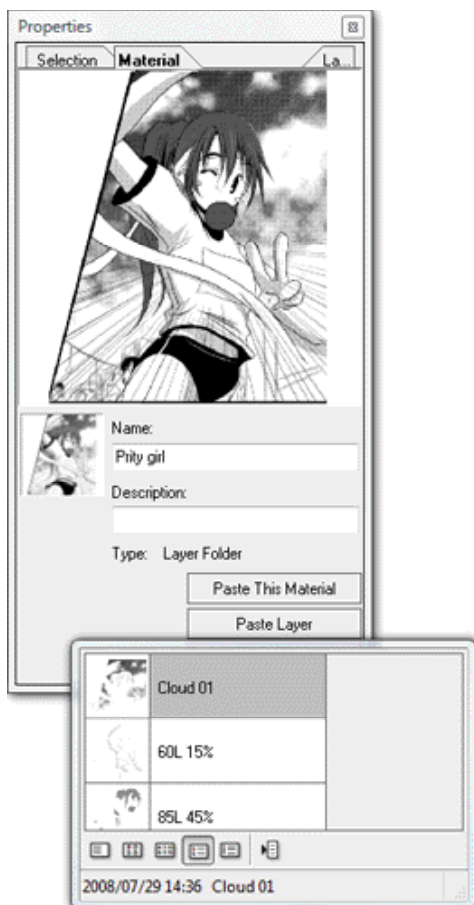 Properties
Selection Material La...
Name:
Prity girl
Description:
Type: Layer Folder
Paste This Material
Paste Layer
Cloud 01
60L 15%
85L 45%
2008/07/29 14:36 Cloud 01